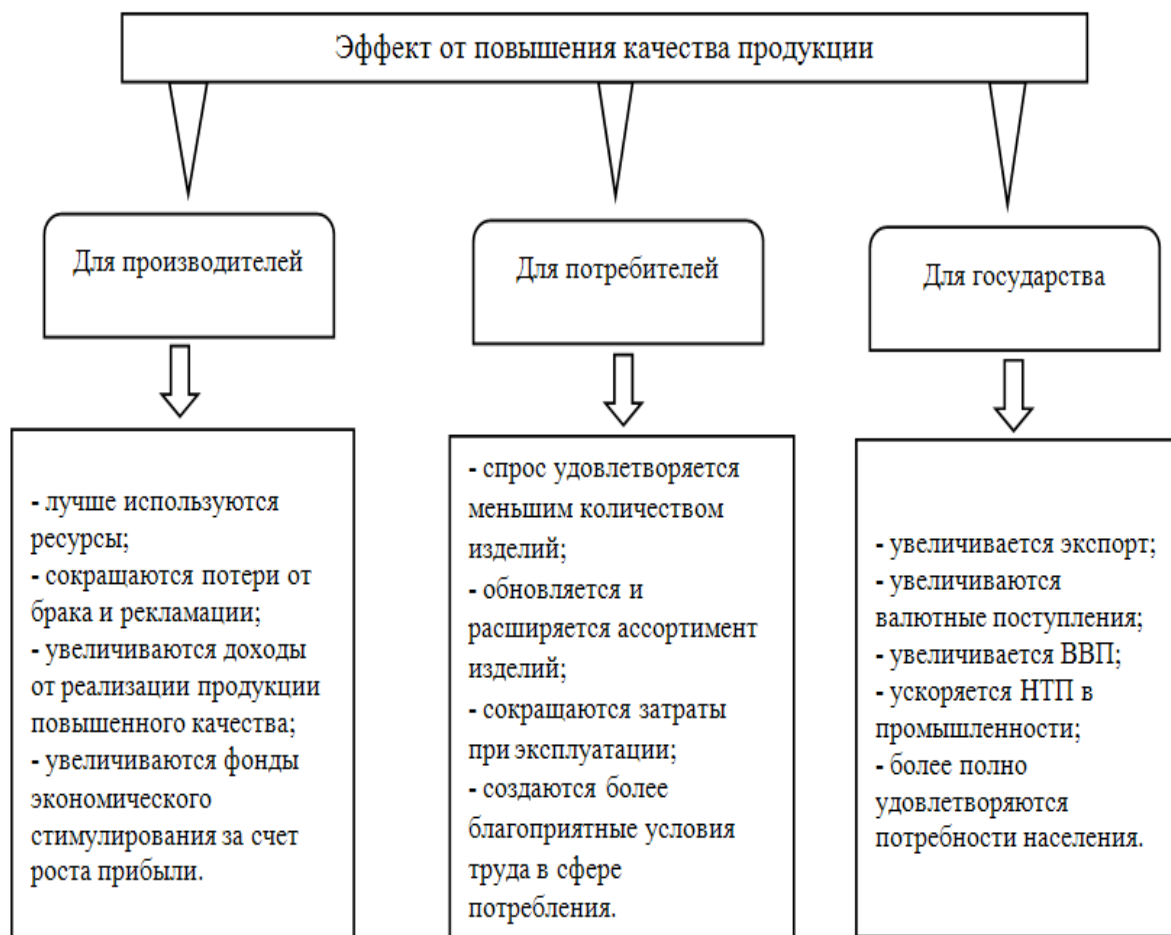 Эффект от повышения качества продукции
Для производителей
Для потребителей
Для государства
- лучше используются
ресурсы;
- сокращаются потери от
брака и рекламации;
- увеличиваются доходы
от реализации продукции
повышенного качества;
- увеличиваются фонды
экономического
стимулирования за счет
роста прибыли.
- спрос удовлетворяется
меньшим количеством
изделий;
- обновляется и
расширяется ассортимент
изделий;
- сокращаются затраты
при эксплуатации;
- создаются более
благоприятные условия
труда в сфере
потребления.
- увеличивается экспорт;
- увеличиваются
валютные поступления;
- увеличивается ВВП;
- ускоряется НТП в
промышленности;
- более полно
удовлетворяются
потребности населения.